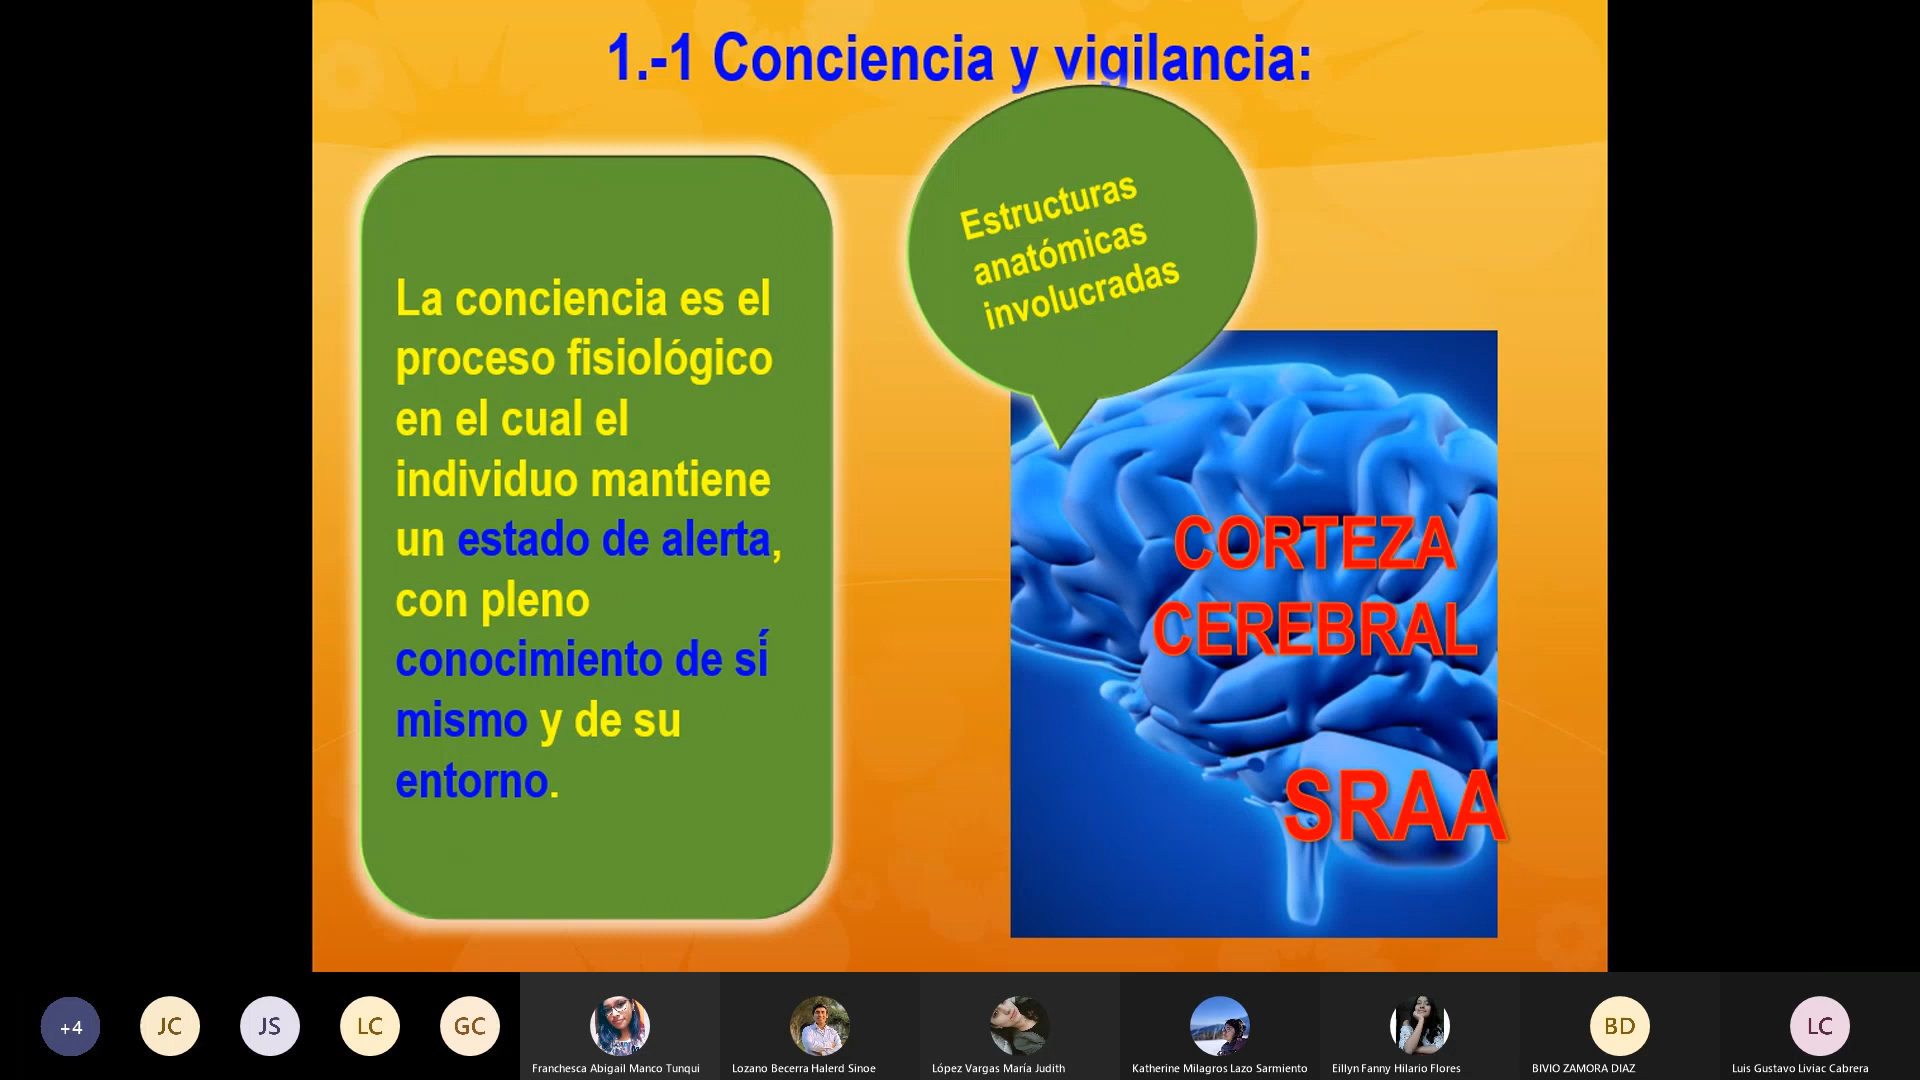 1.-1 Conciencia y vigilancia:
La conciencia es el
proceso fisiológico
en el cual el
individuo mantiene
un estado de alerta,
con pleno
conocimiento de sí
mismo y de su
entorno.
Estructuras
anatómicas
involucradas
CORTEZA
CEREBRAL
SRAA
+4
JC
JS
LC
GC
Franchesca Abigail Manco Tunqui
Lozano Becerra Halerd Sinoe
López Vargas María Judith
Katherine Milagros Lazo Sarmiento
Eillyn Fanny Hilario Flores
BD
BIVIO ZAMORA DIAZ
LC
Luis Gustavo Liviac Cabrera